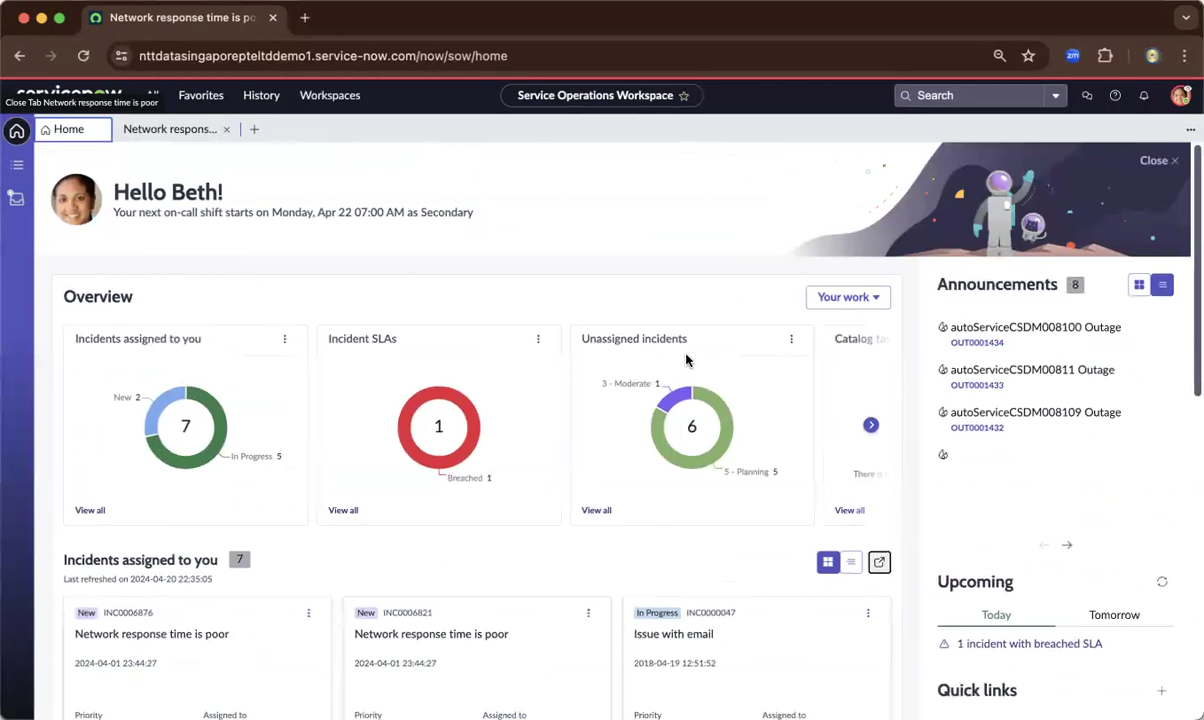 Network response time is po
nttdatasingaporepteltddemo1.service-now.com/now/sow/home
zm
Favorites
History
Workspaces
Service Operations Workspace
Search
Close Tab Network response time is poor
Home
Network respons...
Close
Hello Beth!
Your next on-call shift starts on Monday, Apr 22 07:00 AM as Secondary
Overview
Your work
Incidents assigned to you
New 2
7
In Progress 5
View all
Incident SLAs
1
Breached 1
View all
Unassigned incidents
3 - Moderate 1
6
5 - Planning 5
View all
Catalog ta
There is
View all
Incidents assigned to you 7
Last refreshed on 2024-04-20 22:35:05
New INC0006876
Network response time is poor
2024-04-01 23:44:27
Priority Assigned to
New INC0006821
Network response time is poor
2024-04-01 23:44:27
Priority Assigned to
In Progress INC0000047
Issue with email
2018-04-19 12:51:52
Priority Assigned to
Announcements 8
autoServiceCSDM008100 Outage
OUT0001434
autoServiceCSDM00811 Outage
OUT0001433
autoServiceCSDM008109 Outage
OUT0001432
Upcoming
Today Tomorrow
1 incident with breached SLA
Quick links